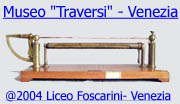 Museo "Traversi" - Venezia
@2004 Liceo Foscarini- Venezia